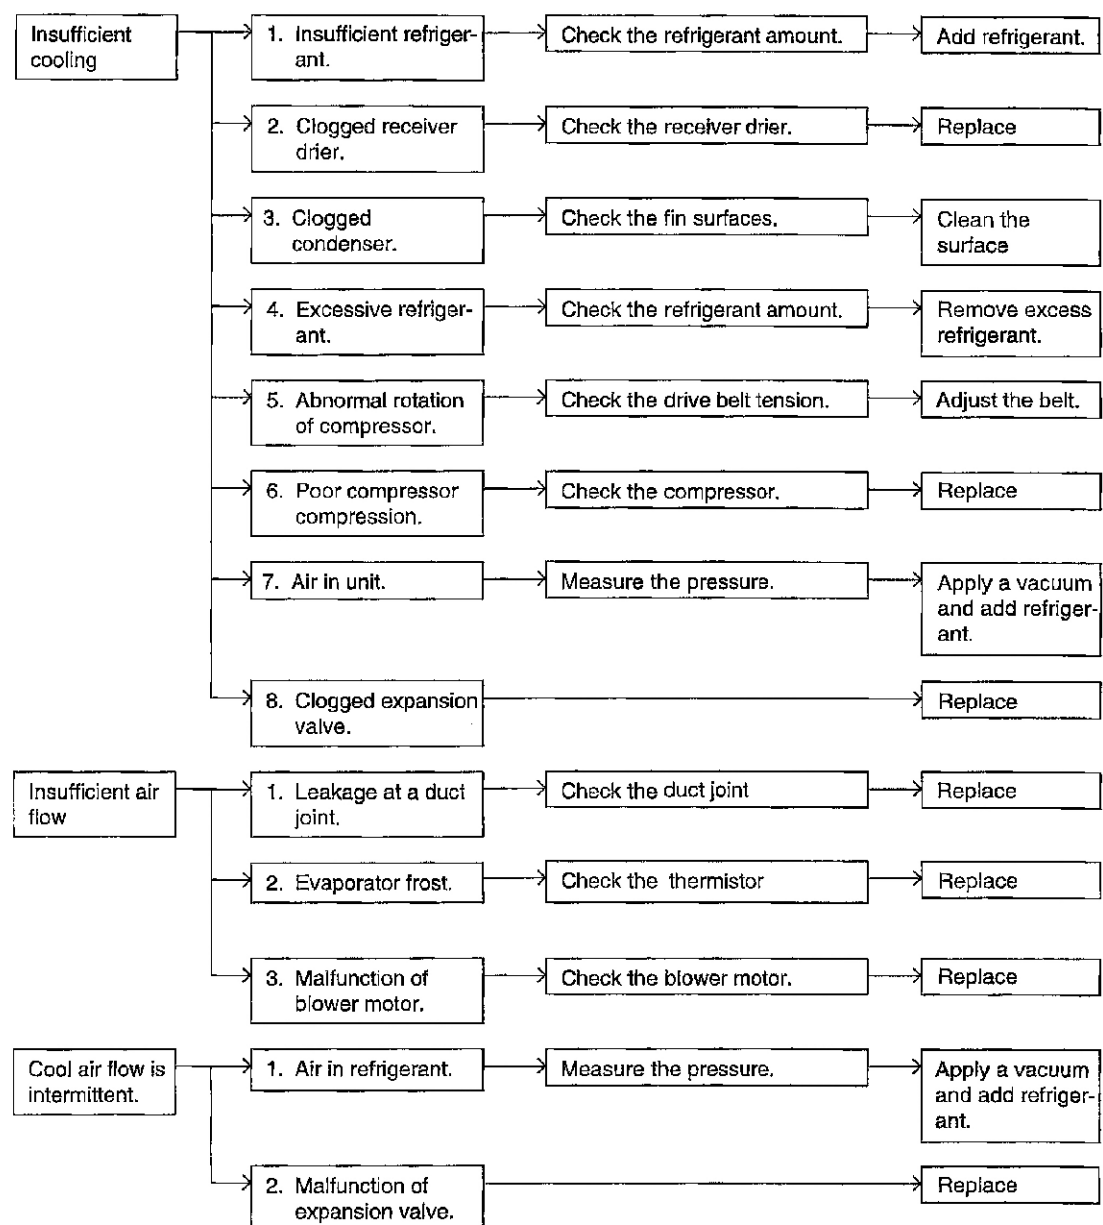 Insufficient
cooling
1. Insufficient refriger-
ant.
Check the refrigerant amount.
Add refrigerant.
2. Clogged receiver
drier.
Check the receiver drier.
Replace
3. Clogged
condenser.
Check the fin surfaces.
Clean the
surface
4. Excessive refriger-
ant.
Check the refrigerant amount.
Remove excess
refrigerant.
5. Abnormal rotation
of compressor.
Check the drive belt tension.
Adjust the belt.
6. Poor compressor
compression.
Check the compressor.
Replace
7. Air in unit.
Measure the pressure.
Apply a vacuum
and add refriger-
ant.
8. Clogged expansion
valve.
Replace
Insufficient air
flow
1. Leakage at a duct
joint.
Check the duct joint
Replace
2. Evaporator frost.
Check the thermistor
Replace
3. Malfunction of
blower motor.
Check the blower motor.
Replace
Cool air flow is
intermittent.
1. Air in refrigerant.
Measure the pressure.
Apply a vacuum
and add refriger-
ant.
2. Malfunction of
expansion valve.
Replace